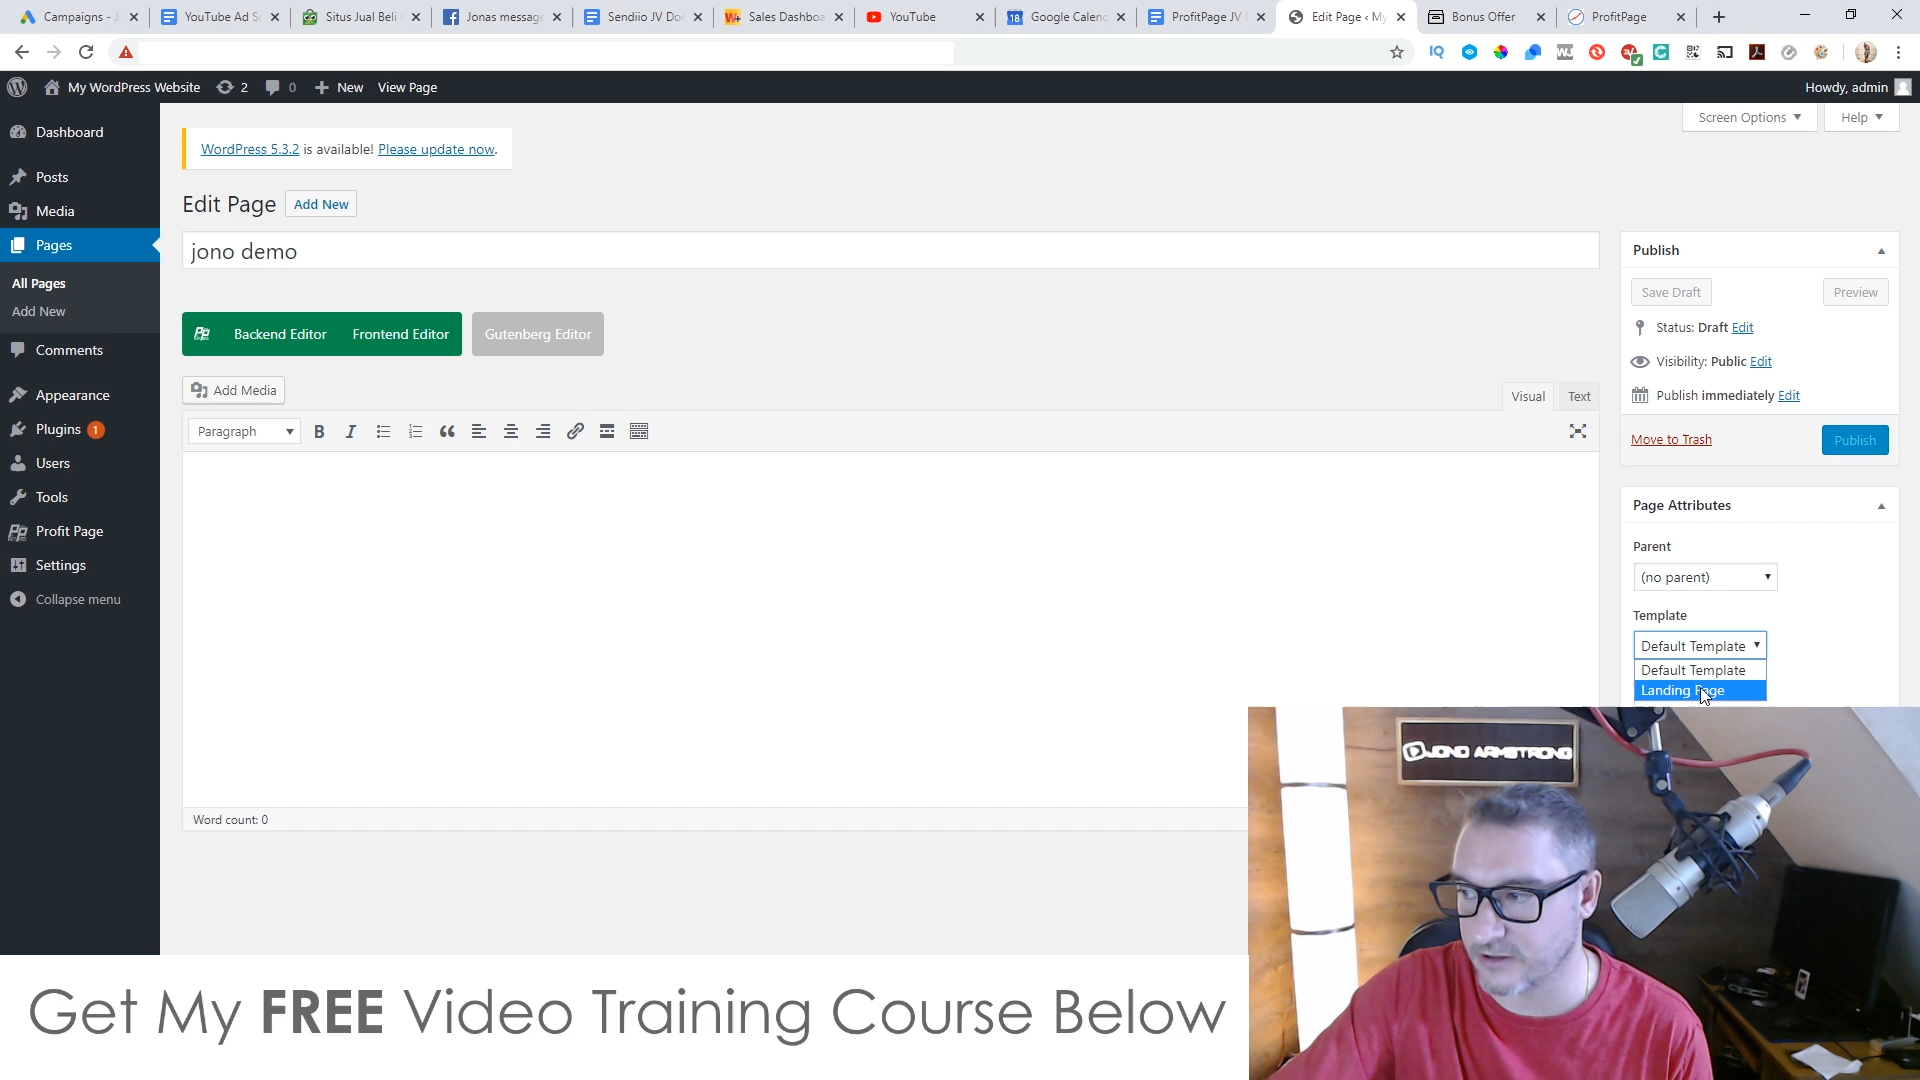 Campaigns - J
YouTube Ad S
Situs Jual Beli
Jonas message
Sendiio JV Do
Sales Dashboa
YouTube
Google Calen
ProfitPage JV
Edit Page ‹ My
Bonus Offer
ProfitPage
My WordPress Website
2
0
New
View Page
Howdy, admin
Screen Options
Help
Dashboard
Posts
Media
Pages
All Pages
Add New
Comments
Appearance
Plugins 1
Users
Tools
Profit Page
Settings
Collapse menu
WordPress 5.3.2 is available! Please update now.
Edit Page
Add New
jono demo
Backend Editor
Frontend Editor
Gutenberg Editor
Add Media
Visual
Text
Paragraph
Word count: 0
Publish
Save Draft
Preview
Status: Draft Edit
Visibility: Public Edit
Publish immediately Edit
Move to Trash
Publish
Page Attributes
Parent
(no parent)
Template
Default Template
Default Template
Landing Page
JONO ARMSTRONG
Get My FREE Video Training Course Below